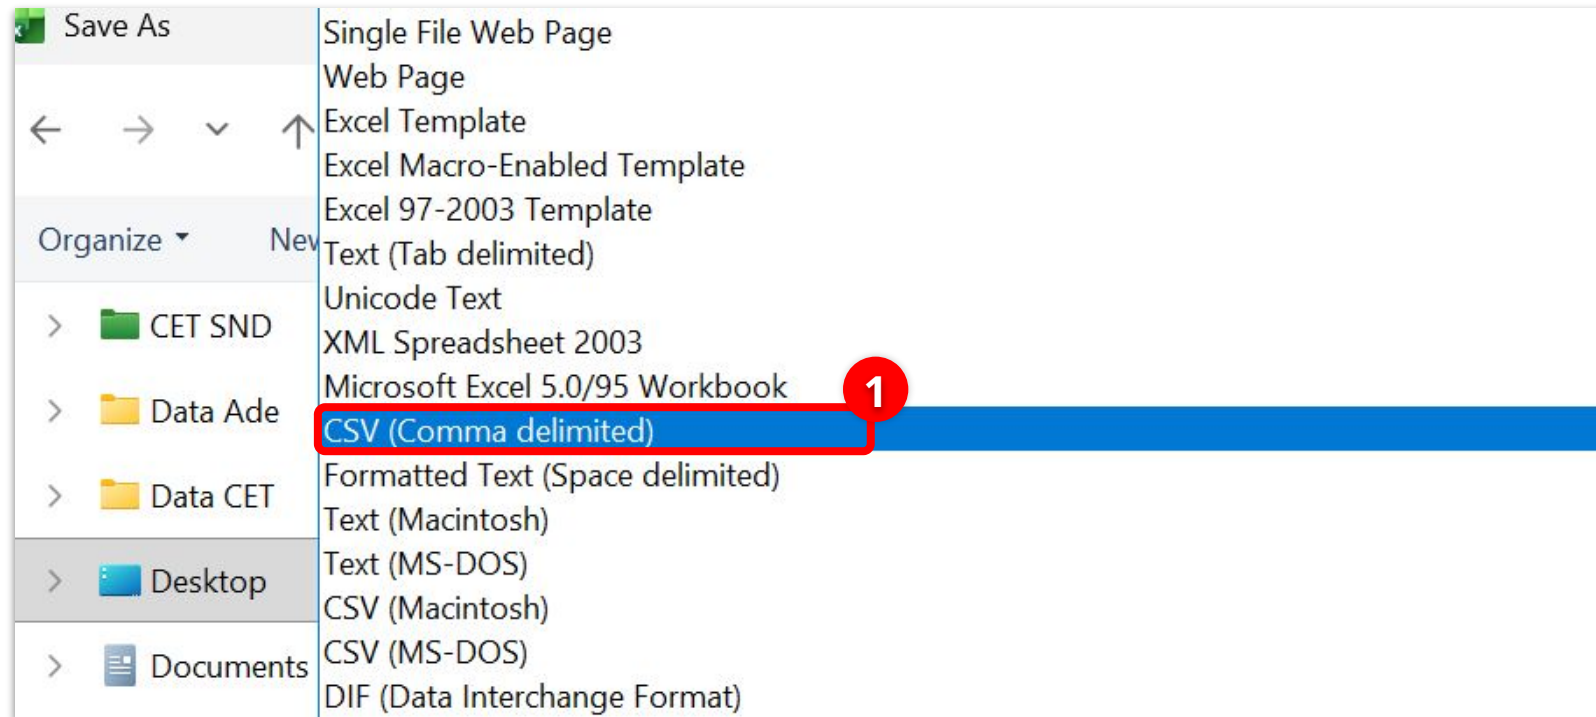 Save As
Organize
New
CET SND
Data Ade
Data CET
Desktop
Documents
Single File Web Page
Web Page
Excel Template
Excel Macro-Enabled Template
Excel 97-2003 Template
Text (Tab delimited)
Unicode Text
XML Spreadsheet 2003
Microsoft Excel 5.0/95 Workbook
1
CSV (Comma delimited)
Formatted Text (Space delimited)
Text (Macintosh)
Text (MS-DOS)
CSV (Macintosh)
CSV (MS-DOS)
DIF (Data Interchange Format)